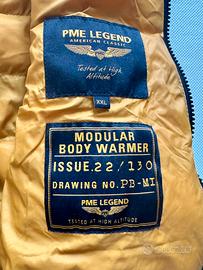 PME LEGEND
AMERICAN CLASSIC
Tested at High
Altitude
XXL
MODULAR
BODY WARMER
ISSUE.22/130
DRAWING NO. PB-MI
PME LEGEND
TESTED AT HIGH ALTITUDE